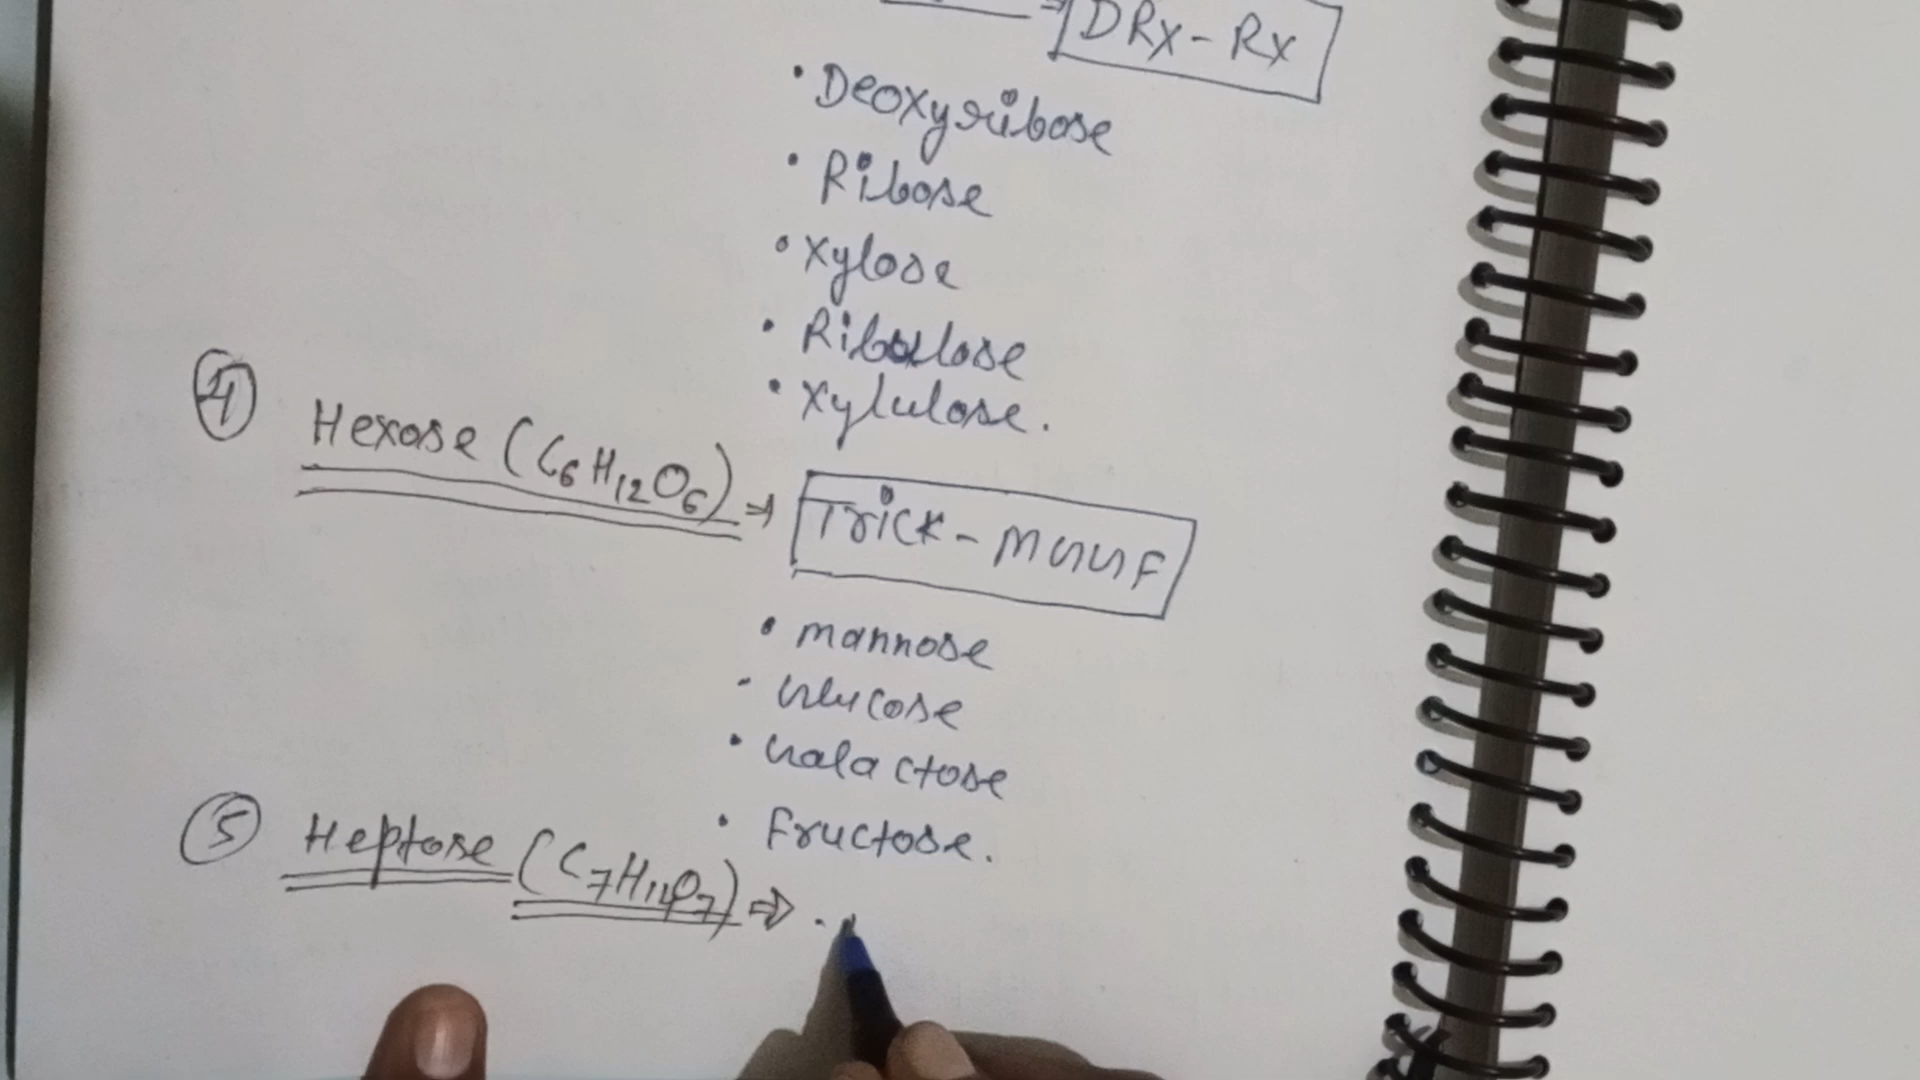 DRX - RX
• Deoxyribose
• Ribose
• Xylose
• Ribulose
• Xylulose.
4 Hexose (C6H12O6) →
Trick - MGGF
• mannose
- Glucose
• Galactose
• Fructose.
5 Heptose (C7H14O7) ⇒ .